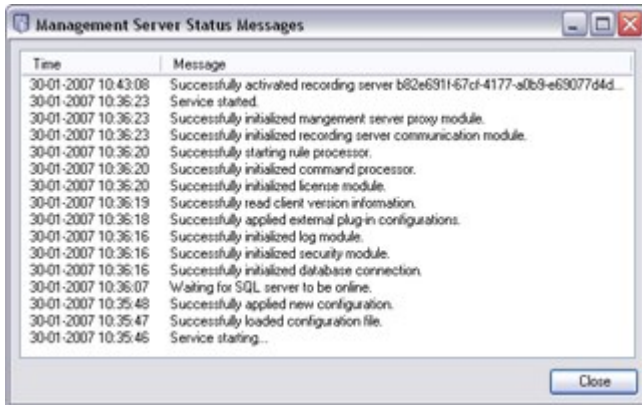 Management Server Status Messages
Time Message
30-01-2007 10:43:08 Successfully activated recording server b82e691f-67cf-4177-a0b9-e69077d4d...
30-01-2007 10:36:23 Service started.
30-01-2007 10:36:23 Successfully initialized mangement server proxy module.
30-01-2007 10:36:23 Successfully initialized recording server communication module.
30-01-2007 10:36:20 Successfully starting rule processor.
30-01-2007 10:36:20 Successfully initialized command processor.
30-01-2007 10:36:20 Successfully initialized license module.
30-01-2007 10:36:19 Successfully read client version information.
30-01-2007 10:36:18 Successfully applied external plug-in configurations.
30-01-2007 10:36:16 Successfully initialized log module.
30-01-2007 10:36:16 Successfully initialized security module.
30-01-2007 10:36:16 Successfully initialized database connection.
30-01-2007 10:36:07 Waiting for SQL server to be online.
30-01-2007 10:35:48 Successfully applied new configuration.
30-01-2007 10:35:47 Successfully loaded configuration file.
30-01-2007 10:35:46 Service starting...
Close